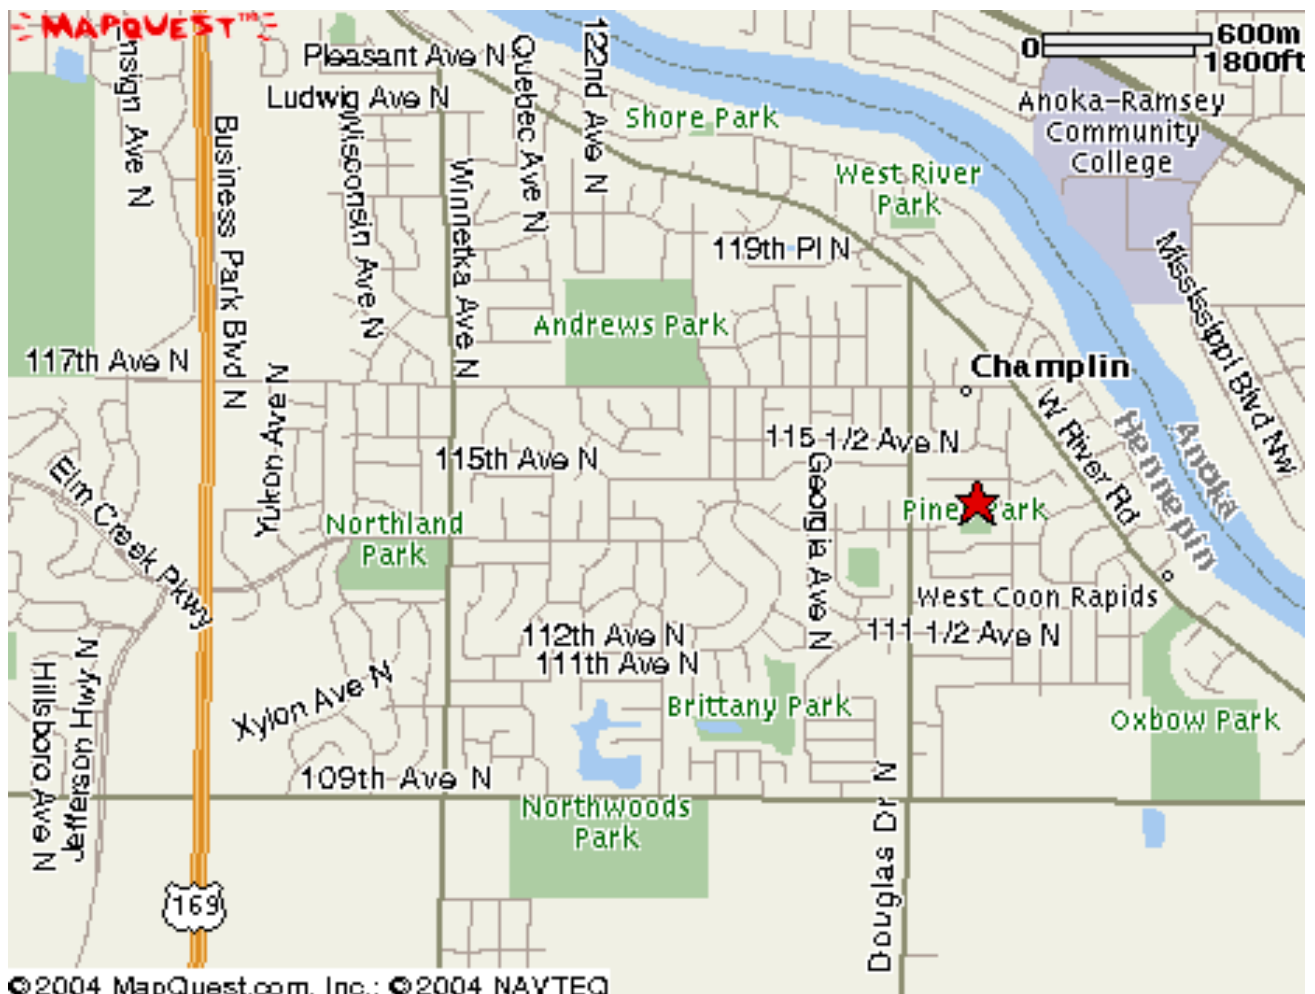 MAPQUEST™
nsign Ave N
Business Park Blvd N
Pleasant Ave N
Ludwig Ave N
Wisconsin Ave N
Winnetka Ave N
Quebec Ave N
122nd Ave N
0
600m
1800ft
Shore Park
Anoka-Ramsey
Community
College
West River
Park
119th Pl N
Mississippi Blvd NW
Andrews Park
117th Ave N
Yukon Ave N
Champlin
W River Rd
Hennepin
Anoka
115 1/2 Ave N
115th Ave N
Georgia Ave N
Elm Creek Pkwy
Northland
Park
Pine Park
West Coon Rapids
112th Ave N
111th Ave N
111 1/2 Ave N
Hillsboro Ave N
Jefferson Hwy N
Xylon Ave N
Brittany Park
Oxbow Park
109th Ave N
Northwoods
Park
Douglas Dr N
169
©2004 MapQuest.com, Inc.; ©2004 NAVTEQ